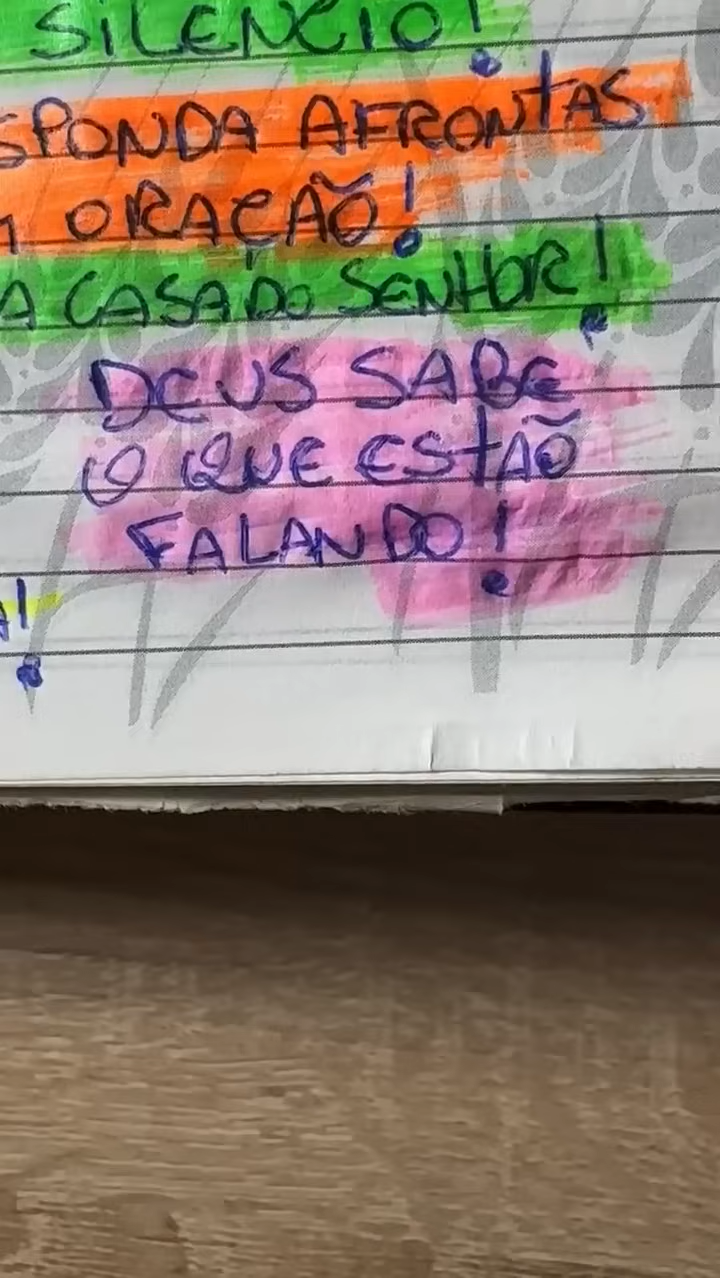 SILENCIO!
SPONDA AFRONTAS
ORAÇÃO!
A CASA DO SENHOR!
DEUS SABE
O QUE ESTÃO
FALANDO!
A!